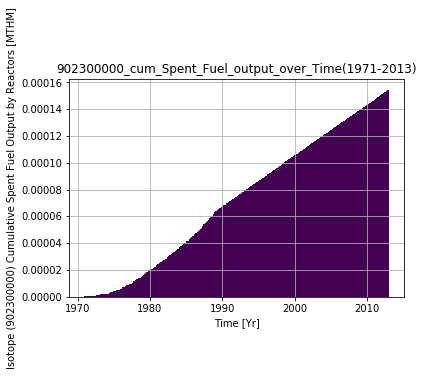 902300000_cum_Spent_Fuel_output_over_Time(1971-2013)
Isotope (902300000) Cumulative Spent Fuel Output by Reactors [MTHM]
0.00016
0.00014
0.00012
0.00010
0.00008
0.00006
0.00004
0.00002
0.00000
1970 1980 1990 2000 2010
Time [Yr]